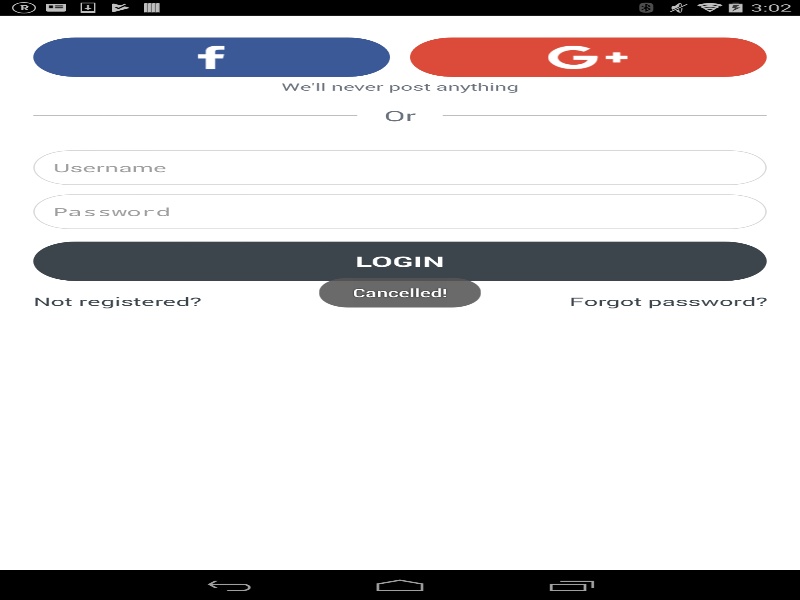 R
3:02
f
G+
We'll never post anything
Or
Username
Password
LOGIN
Cancelled!
Not registered?
Forgot password?